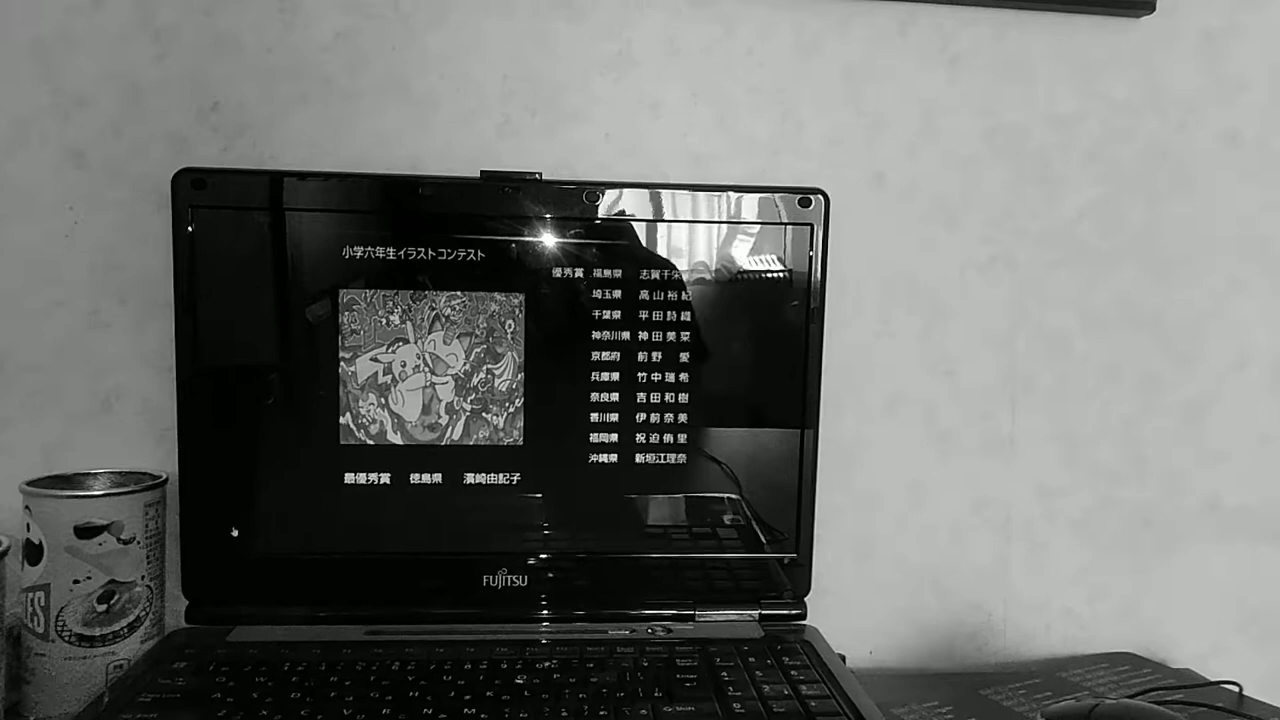 小学六年生イラストコンテスト
優秀賞 福島県 志賀千栄
埼玉県 高山裕紀
千葉県 平田詩織
神奈川県 神田美菜
京都府 前野 愛
兵庫県 竹中瑞希
奈良県 吉田和樹
香川県 伊前奈美
福岡県 祝迫侑里
沖縄県 新垣江理奈
最優秀賞 徳島県 濱崎由記子
FUJITSU